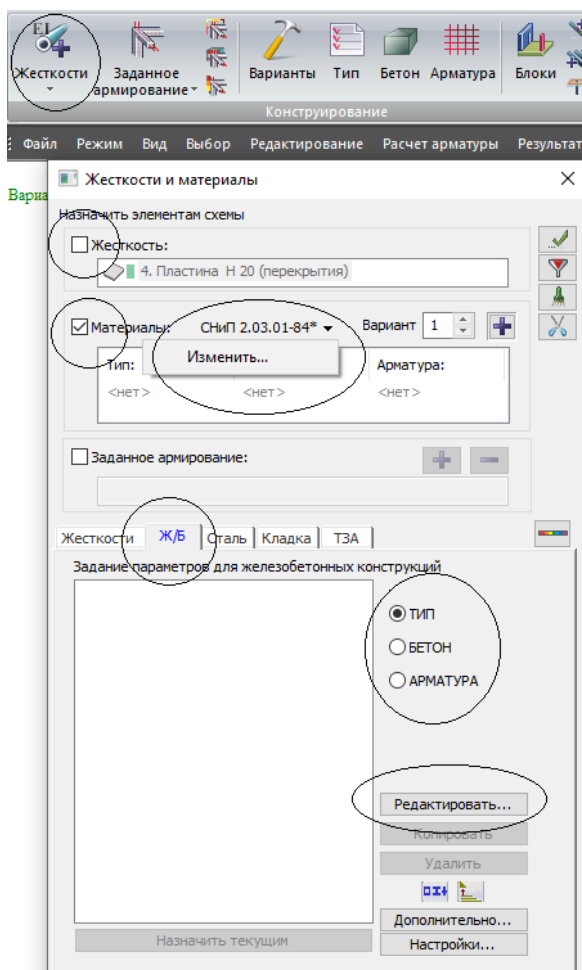 EI
Жесткости
Заданное
армирование
Варианты
Тип
Бетон
Арматура
Блоки
Конструирование
Файл Режим Вид Выбор Редактирование Расчет арматуры Результат
Вариа
Жесткости и материалы
Назначить элементам схемы
Жесткость:
4. Пластина Н 20 (перекрытия)
Материалы: СНиП 2.03.01-84* Вариант 1
Изменить...
Тип: Арматура:
<нет> <нет> <нет>
Заданное армирование:
Жесткости Ж/Б Сталь Кладка ТЗА
Задание параметров для железобетонных конструкций
ТИП
БЕТОН
АРМАТУРА
Редактировать...
Копировать
Удалить
Дополнительно...
Назначить текущим
Настройки...